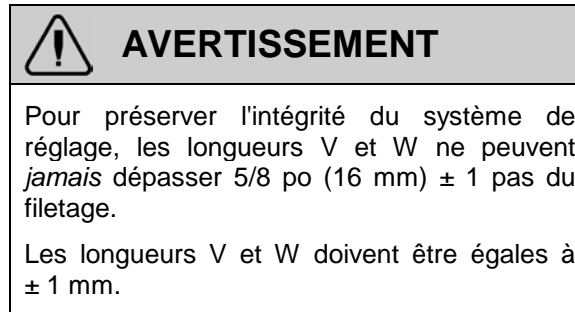 AVERTISSEMENT
Pour préserver l'intégrité du système de
réglage, les longueurs V et W ne peuvent
jamais dépasser 5/8 po (16 mm) ± 1 pas du
filetage.
Les longueurs V et W doivent être égales à
± 1 mm.